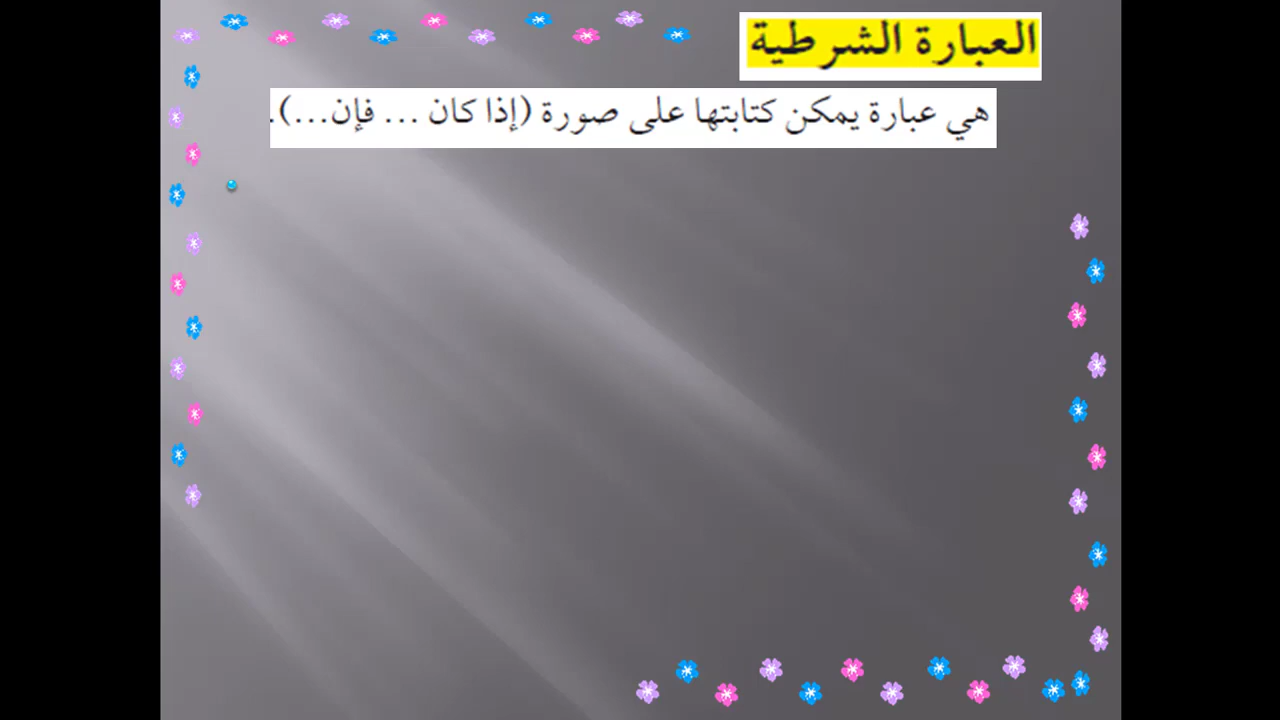 العبارة الشرطية
هي عبارة يمكن كتابتها على صورة (إذا كان ... فإن...).